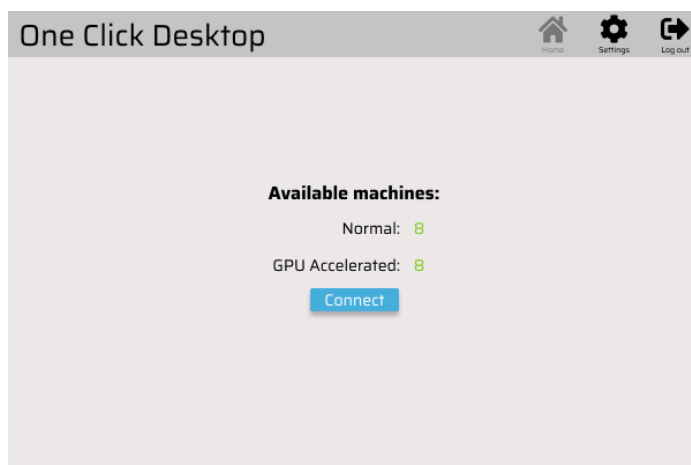 One Click Desktop
Home
Settings
Log out
Available machines:
Normal: 8
GPU Accelerated: 8
Connect